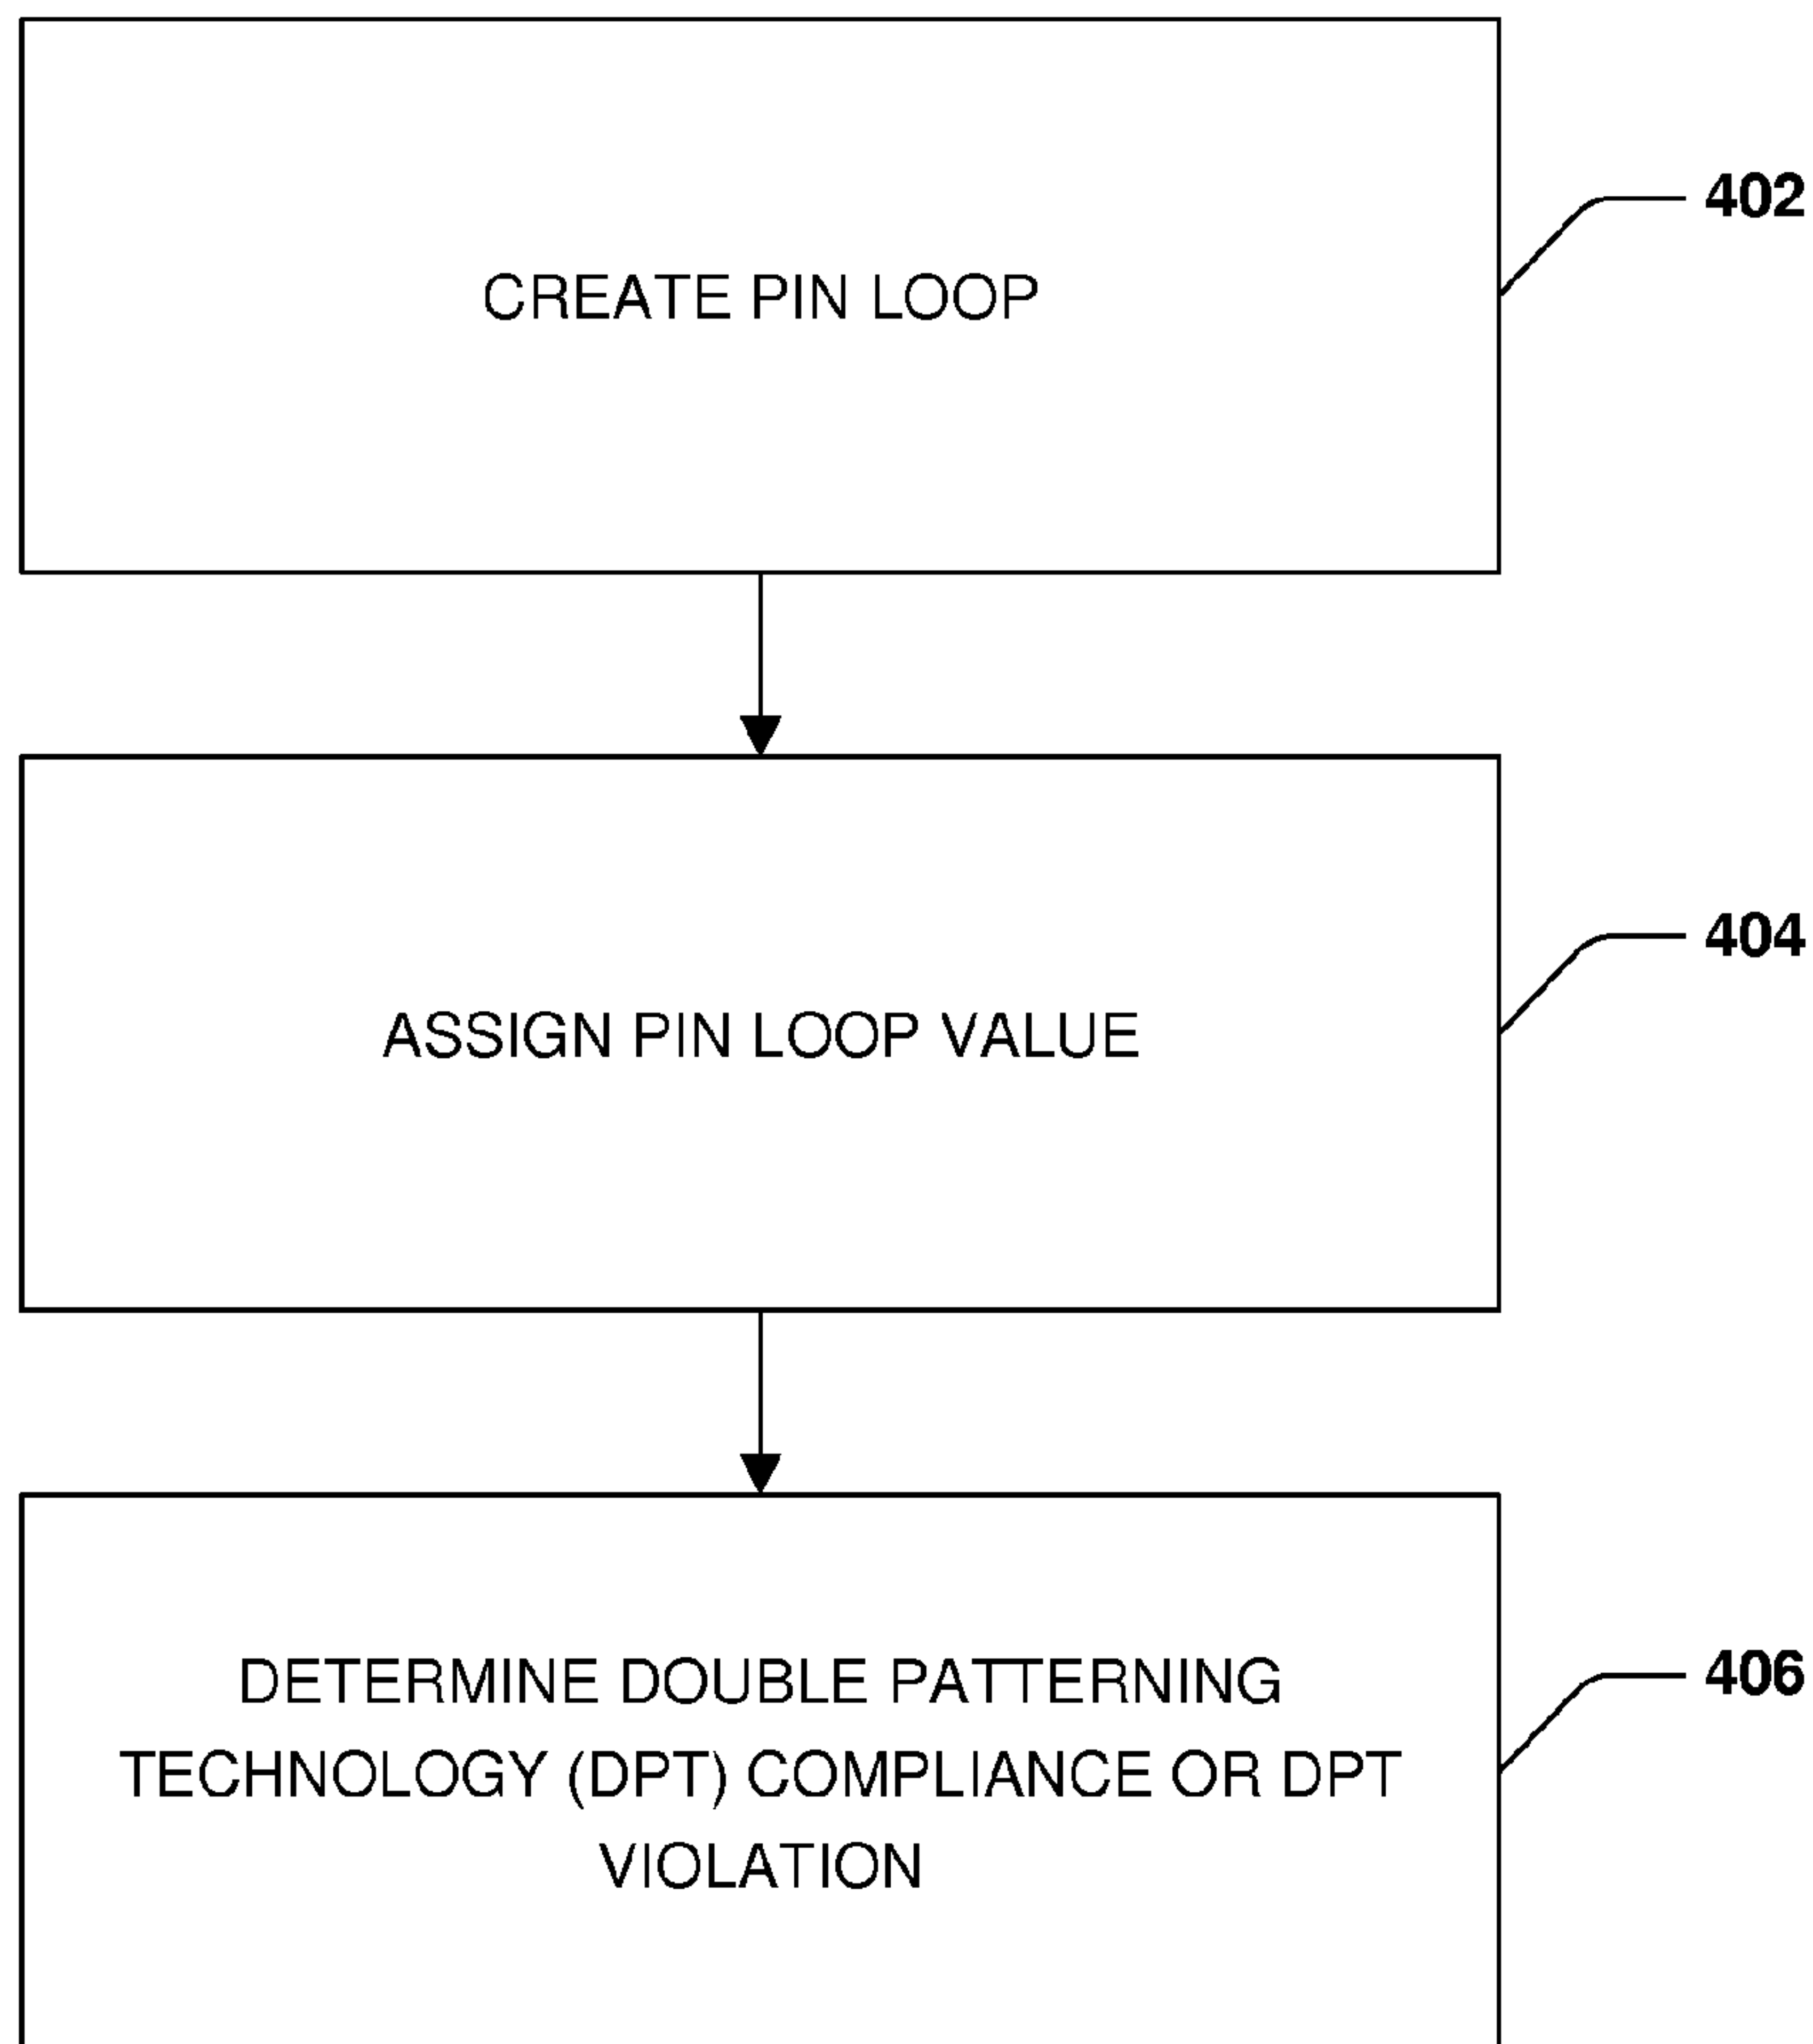 CREATE PIN LOOP
402
ASSIGN PIN LOOP VALUE
404
DETERMINE DOUBLE PATTERNING
TECHNOLOGY (DPT) COMPLIANCE OR DPT
VIOLATION
406